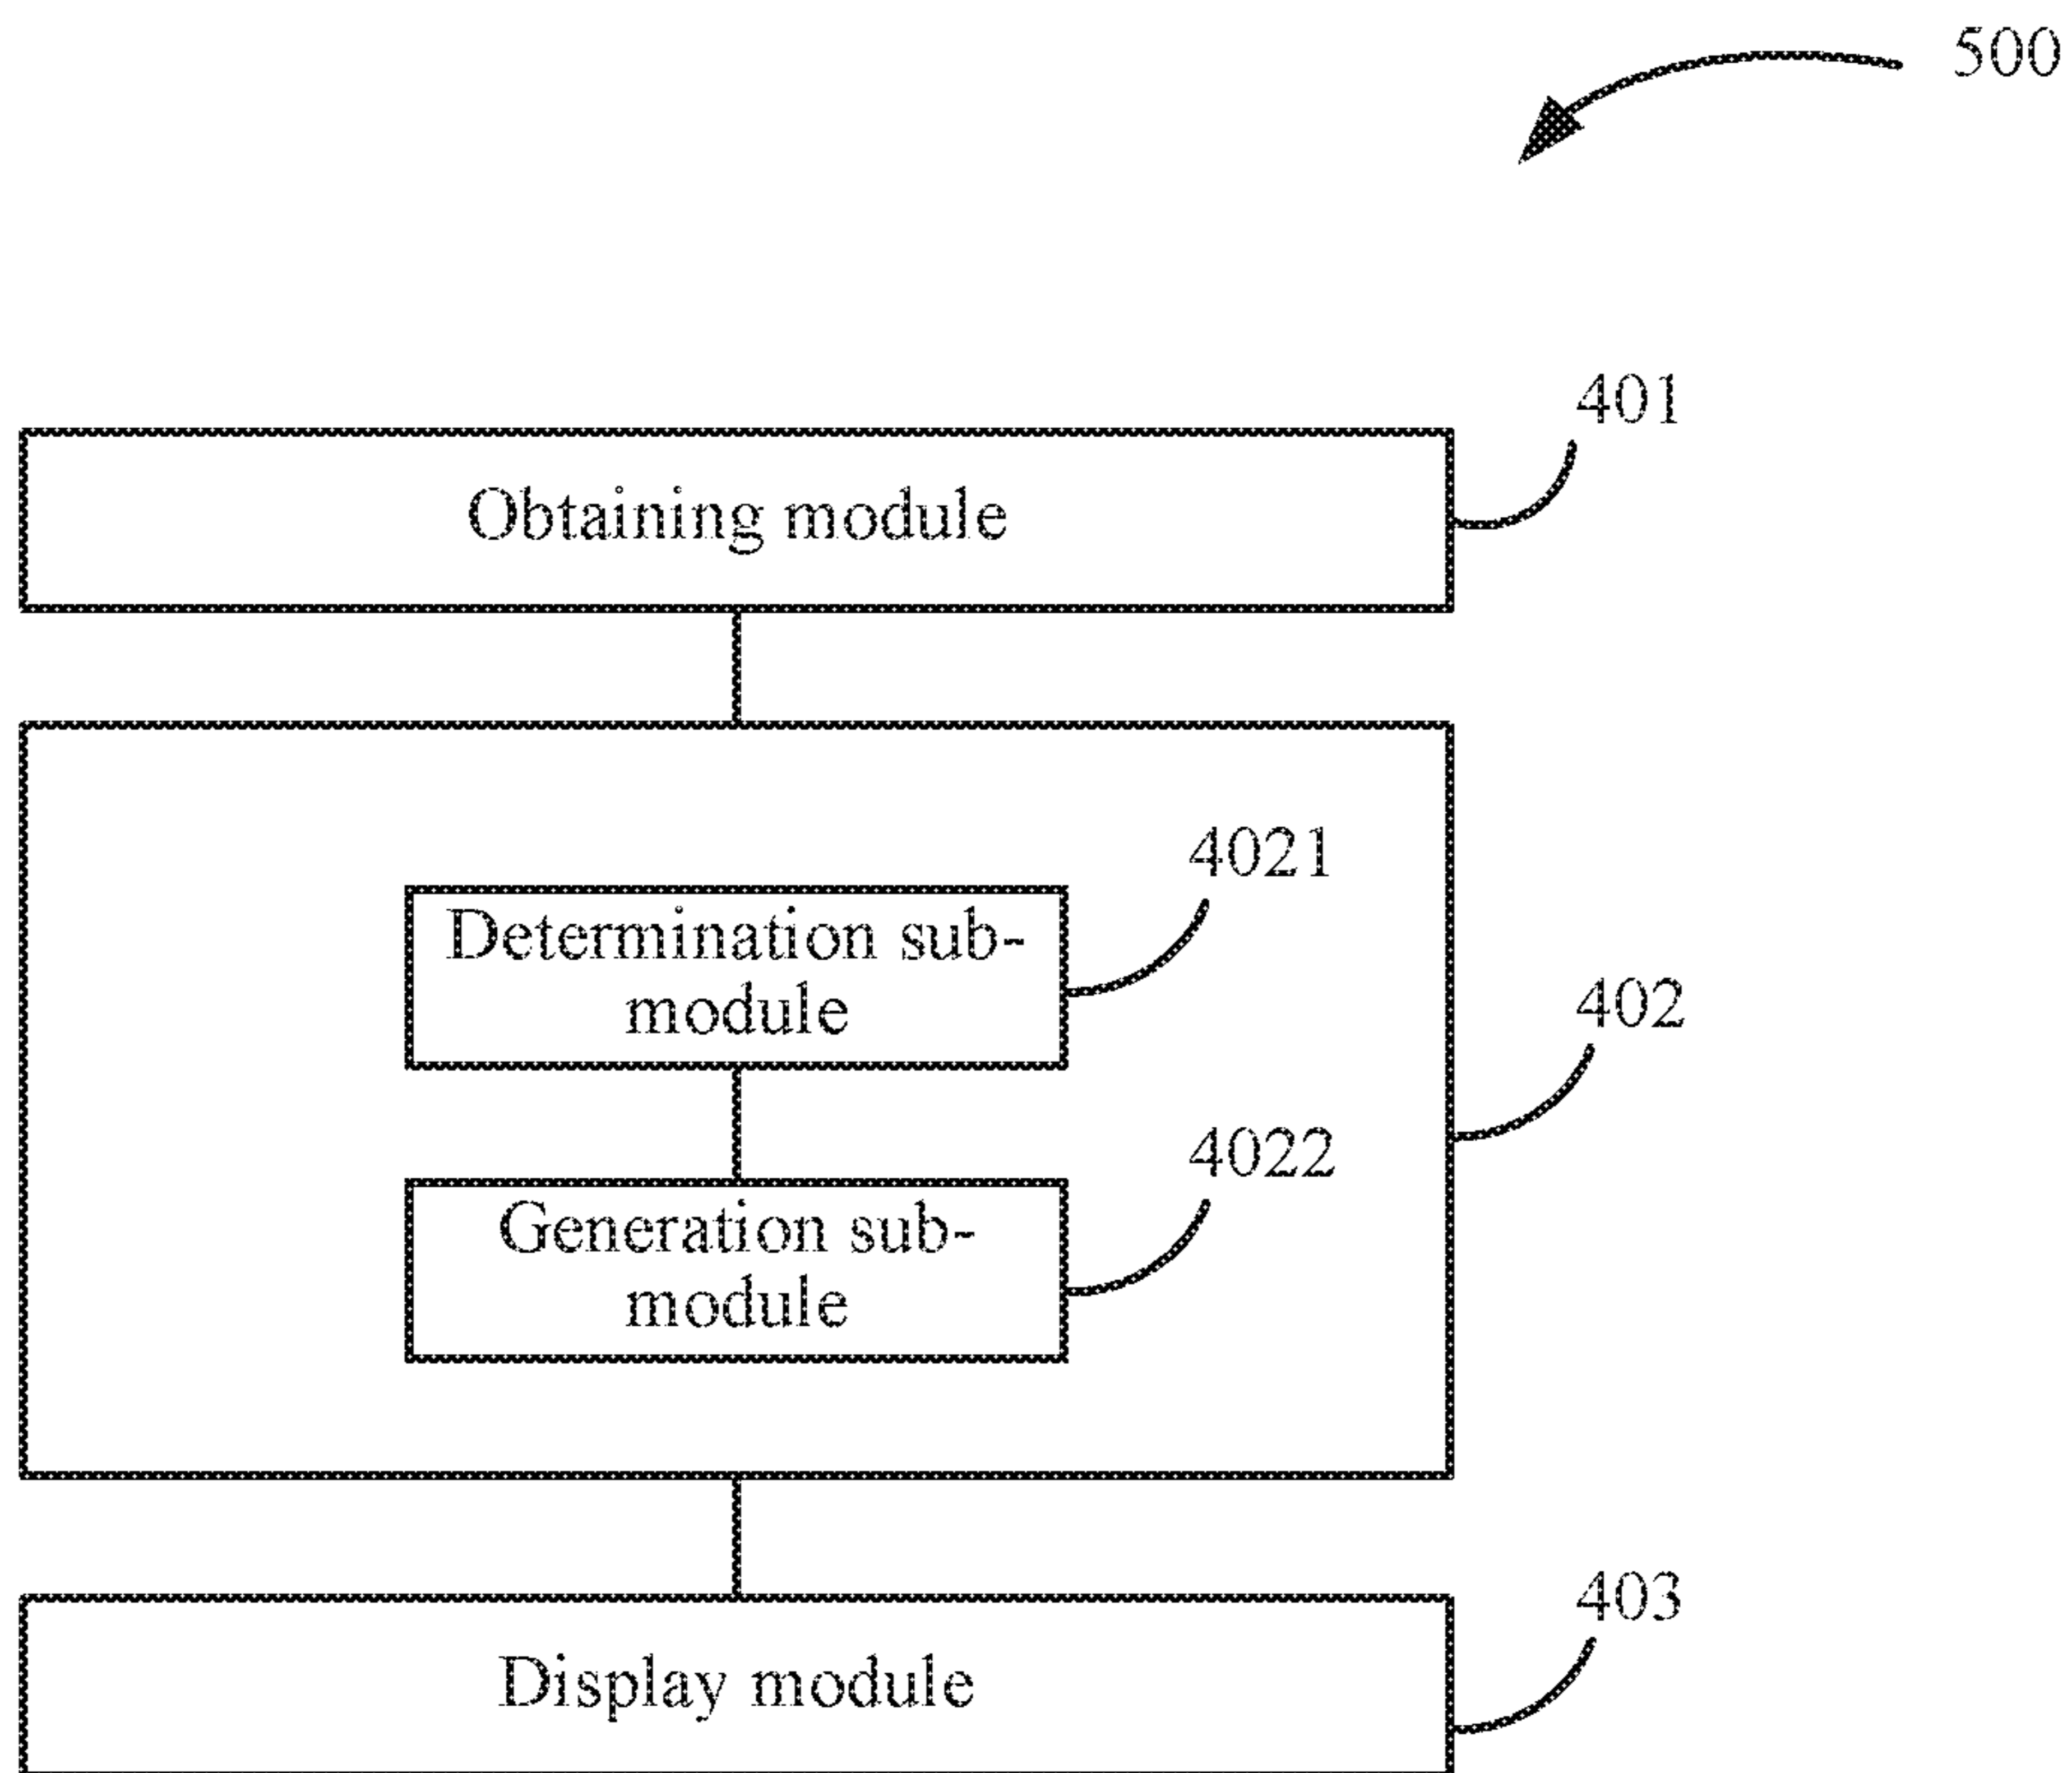 500
401
Obtaining module
4021
Determination sub-
module
402
4022
Generation sub-
module
403
Display module